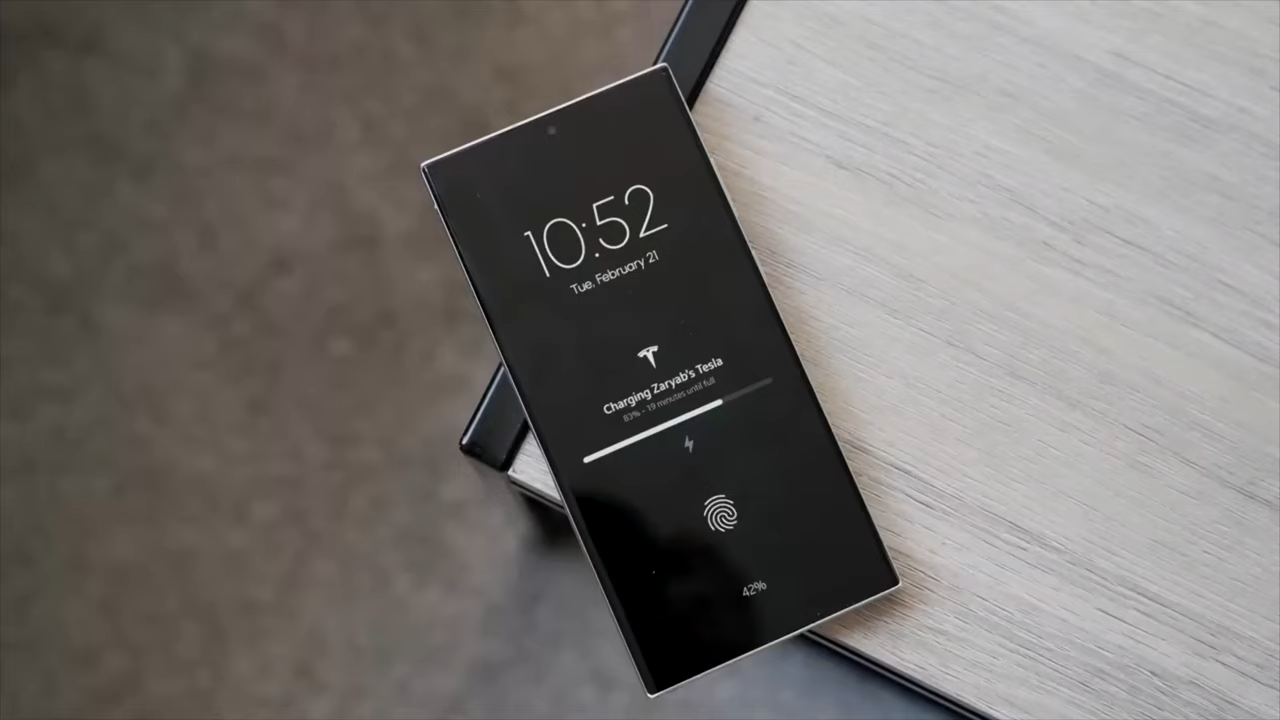 10:52
Tue, February 21
Charging Zaryab's Tesla
83% - 19 minutes until full
42%